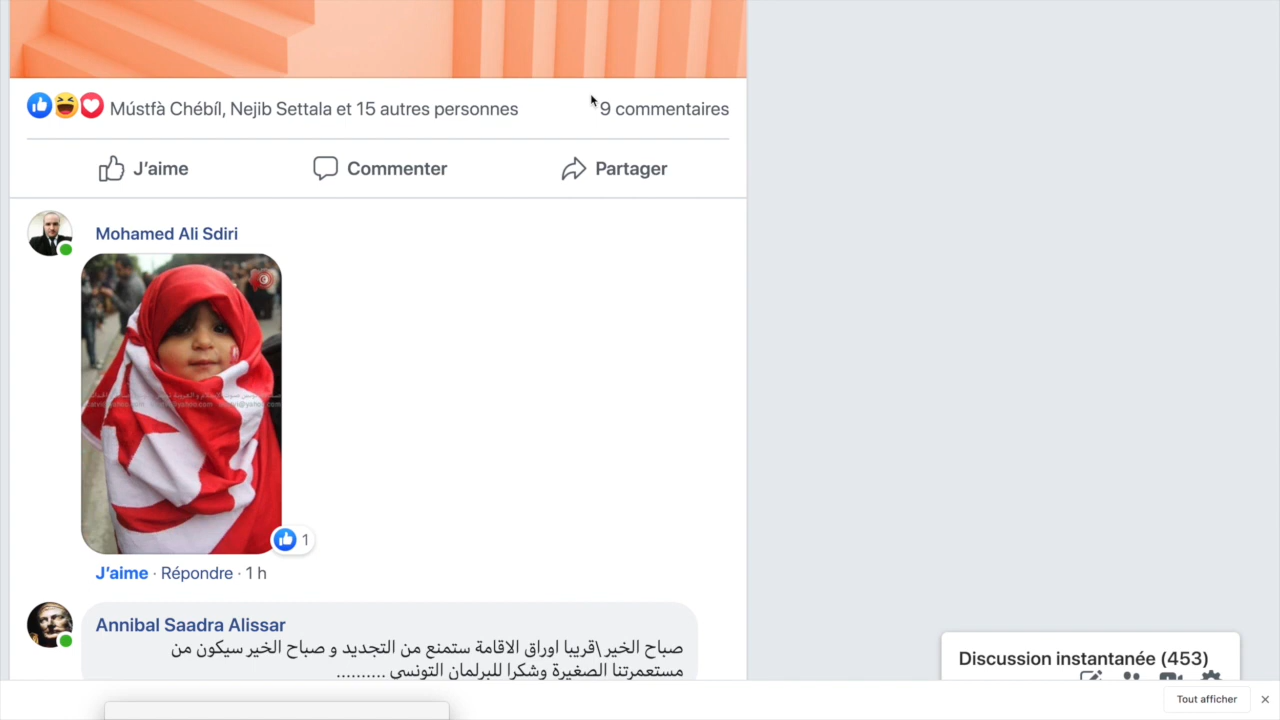 Mústfà Chébíl, Nejib Settala et 15 autres personnes
9 commentaires
J'aime
Commenter
Partager
Mohamed Ali Sdiri
1
J'aime · Répondre · 1 h
Annibal Saadra Alissar
صباح الخير \قريبا اوراق الاقامة ستمنع من التجديد و صباح الخير سيكون من
مستعمرتنا الصغيرة وشكرا للبرلمان التونسي ..........
Discussion instantanée (453)
Tout afficher